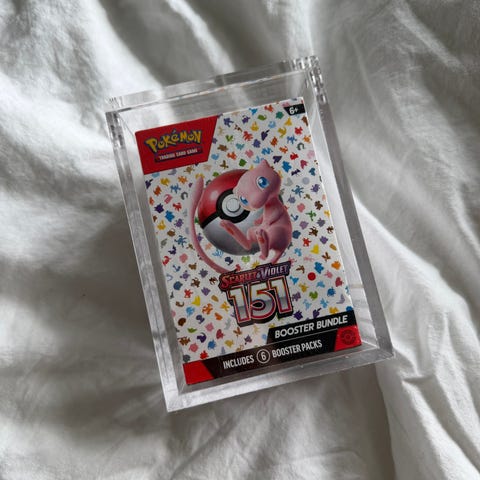 6+
Pokémon
TRADING CARD GAME
SCARLET & VIOLET
151
BOOSTER BUNDLE
INCLUDES 6 BOOSTER PACKS